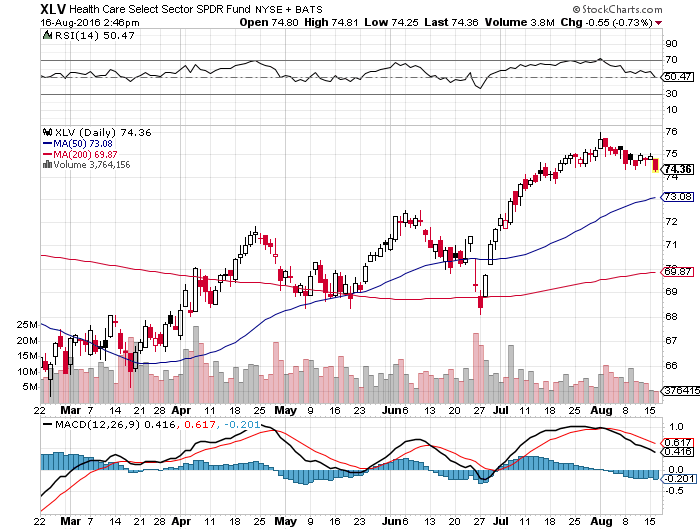 XLV Health Care Select Sector SPDR Fund NYSE + BATS © StockCharts.com
16-Aug-2016 2:46pm Open 74.80 High 74.81 Low 74.25 Last 74.36 Volume 3.8M Chg -0.55 (-0.73%)
RSI(14) 50.47
90
70
50.47
30
10
XLV (Daily) 74.36
MA(50) 73.08
MA(200) 69.87
Volume 3,764,156
76
75
74.36
74
73.08
72
71
70
69.87
69
68
67
66
25M
20M
15M
10M
5M
3764156
22 Mar 7 14 21 28 Apr 11 18 25 May 9 16 23 Jun 6 13 20 27 Jul 11 18 25 Aug 8 15
MACD(12,26,9) 0.416, 0.617, -0.201
1.0
0.617
0.416
0.0
-0.201
-0.5
22 Mar 7 14 21 28 Apr 11 18 25 May 9 16 23 Jun 6 13 20 27 Jul 11 18 25 Aug 8 15